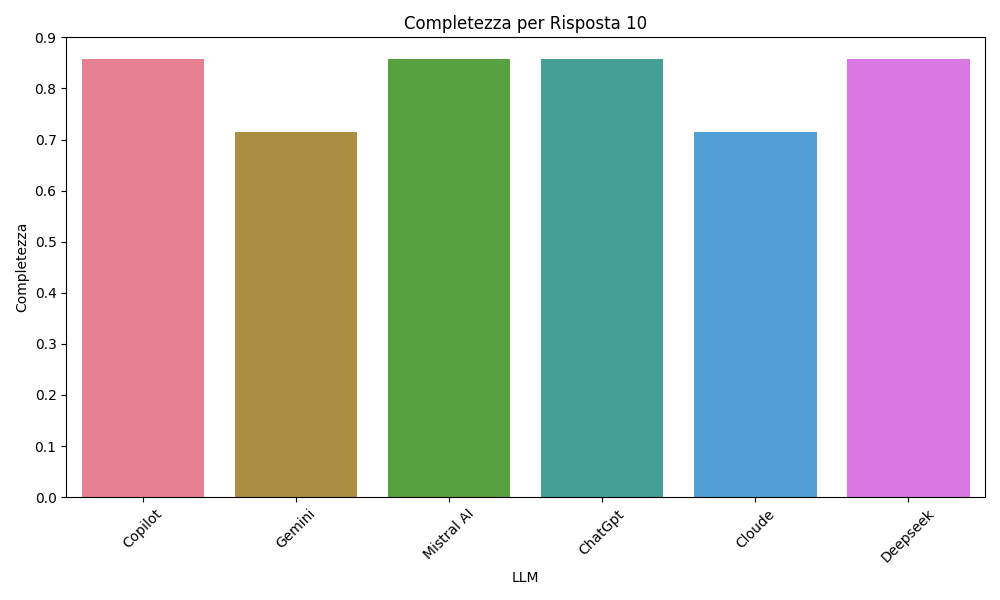 Completezza per Risposta 10
Completezza
0.9
0.8
0.7
0.6
0.5
0.4
0.3
0.2
0.1
0.0
Copilot
Gemini
Mistral AI
ChatGpt
Cloude
Deepseek
LLM